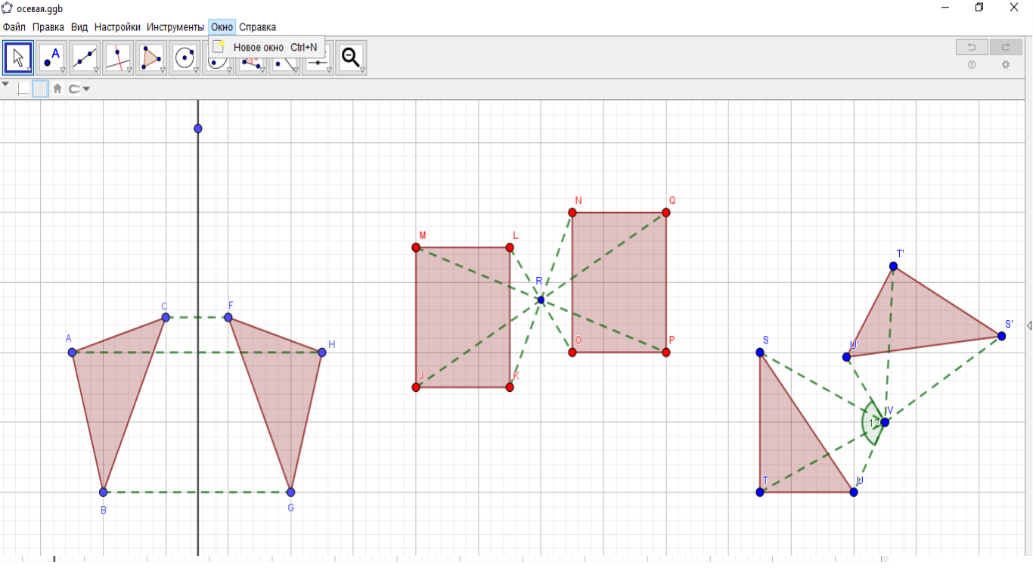 осевая.ggb
Файл Правка Вид Настройки Инструменты Окно Справка
Новое окно Ctrl+N
A
N Q
M L
T'
R
C F
S'
A H
O P
S U'
J K
V
T U
B G